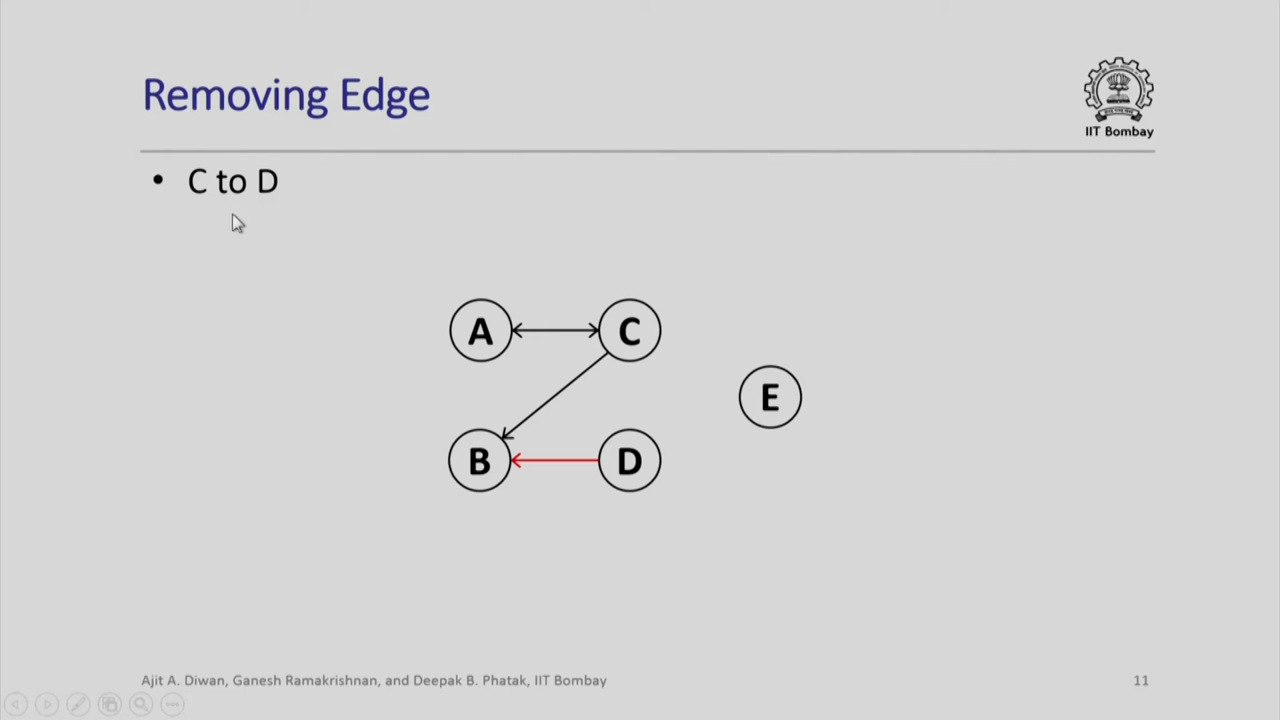 Removing Edge
IIT Bombay
• C to D
A
C
E
B
D
Ajit A. Diwan, Ganesh Ramakrishnan, and Deepak B. Phatak, IIT Bombay
11